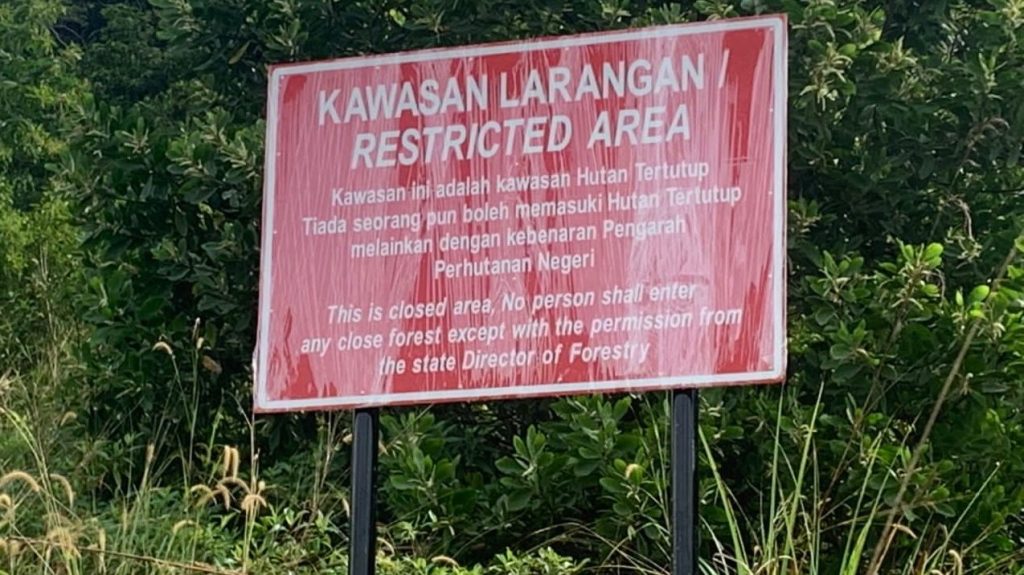 KAWASAN LARANGAN /
RESTRICTED AREA
Kawasan ini adalah kawasan Hutan Tertutup
Tiada seorang pun boleh memasuki Hutan Tertutup
melainkan dengan kebenaran Pengarah
Perhutanan Negeri
This is closed area, No person shall enter
any close forest except with the permission from
the state Director of Forestry